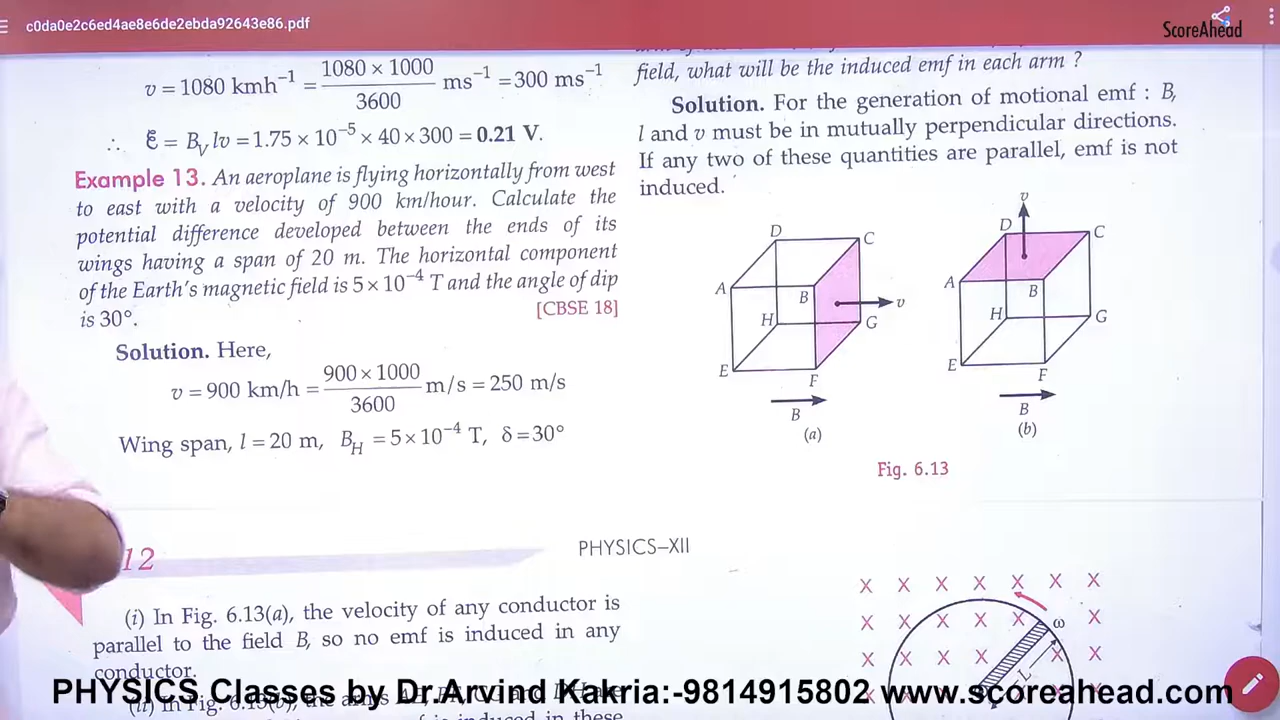 c0da0e2c6ed4ae8e6de2ebda92643e86.pdf
ScoreAhead
v = 1080 kmh⁻¹ = 1080 × 1000 / 3600 ms⁻¹ = 300 ms⁻¹
∴ ℰ = B_V lv = 1.75 × 10⁻⁵ × 40 × 300 = 0.21 V.
Example 13. An aeroplane is flying horizontally from west
to east with a velocity of 900 km/hour. Calculate the
potential difference developed between the ends of its
wings having a span of 20 m. The horizontal component
of the Earth's magnetic field is 5 × 10⁻⁴ T and the angle of dip
is 30°.
[CBSE 18]
Solution. Here,
v = 900 km/h = 900 × 1000 / 3600 m/s = 250 m/s
Wing span, l = 20 m, B_H = 5 × 10⁻⁴ T, δ = 30°
field, what will be the induced emf in each arm ?
Solution. For the generation of motional emf : B,
l and v must be in mutually perpendicular directions.
If any two of these quantities are parallel, emf is not
induced.
D
C
A
B
H
G
E
F
v
B
(a)
v
D
C
A
B
H
G
E
F
B
(b)
Fig. 6.13
12
PHYSICS–XII
(i) In Fig. 6.13(a), the velocity of any conductor is
parallel to the field B, so no emf is induced in any
conductor.
(ii) In Fig. 6.13(b), the arms
x x x x x x x
x x x x x x
ω
x x x x x
L
PHYSICS Classes by Dr.Arvind Kakria:-9814915802 www.scoreahead.com